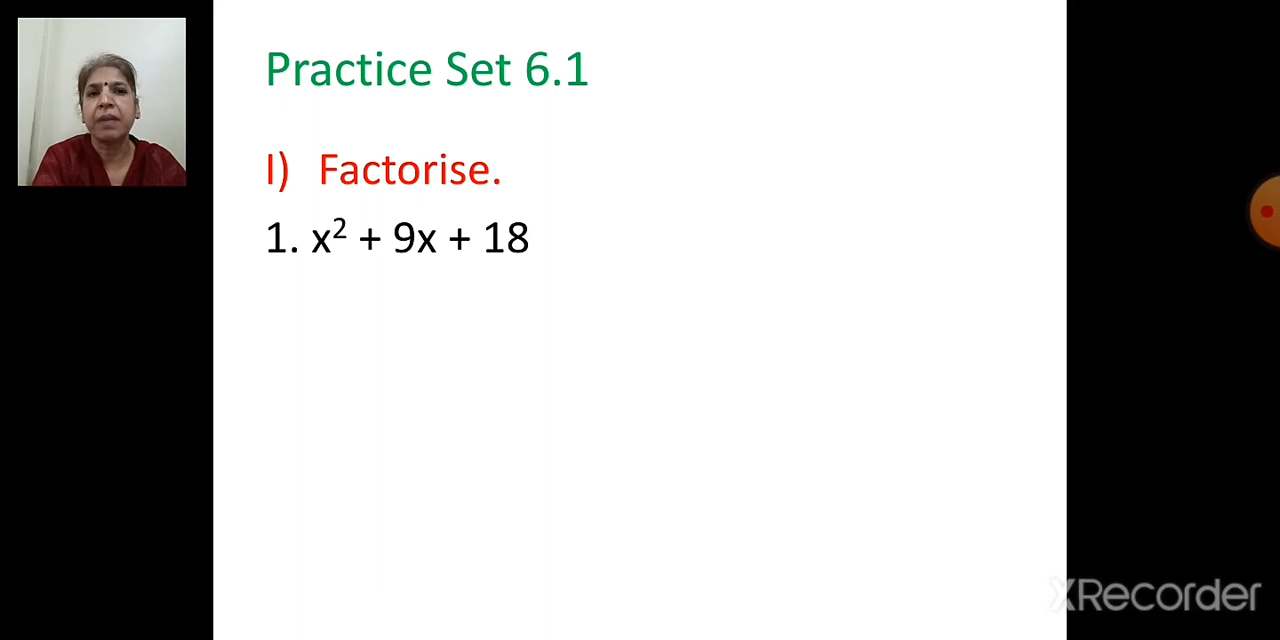 Practice Set 6.1
I) Factorise.
1. x² + 9x + 18
XRecorder